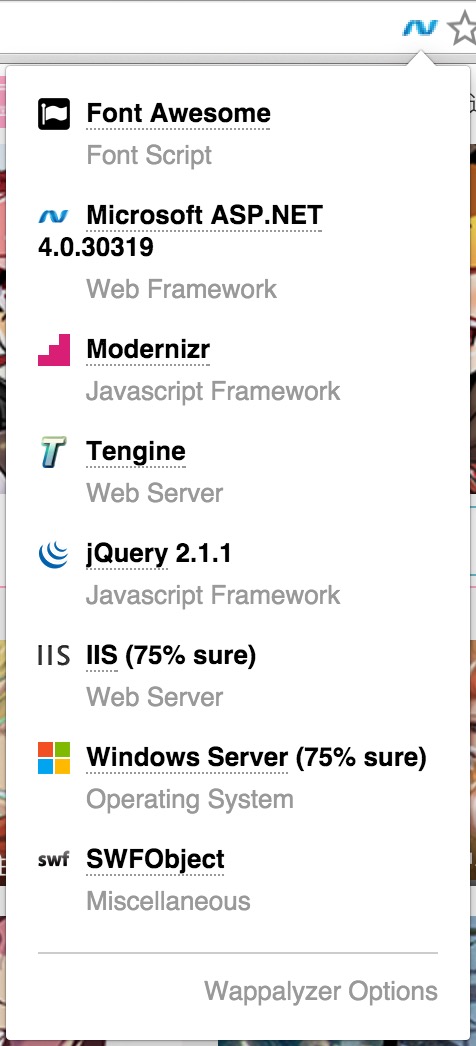 Font Awesome
Font Script
Microsoft ASP.NET
4.0.30319
Web Framework
Modernizr
Javascript Framework
T Tengine
Web Server
jQuery 2.1.1
Javascript Framework
IIS IIS (75% sure)
Web Server
Windows Server (75% sure)
Operating System
swf SWFObject
Miscellaneous
Wappalyzer Options